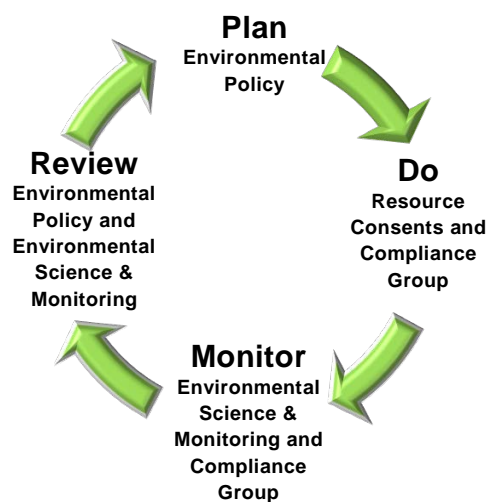 Plan
Environmental
Policy
Do
Resource
Consents and
Compliance
Group
Monitor
Environmental
Science &
Monitoring and
Compliance
Group
Review
Environmental
Policy and
Environmental
Science &
Monitoring